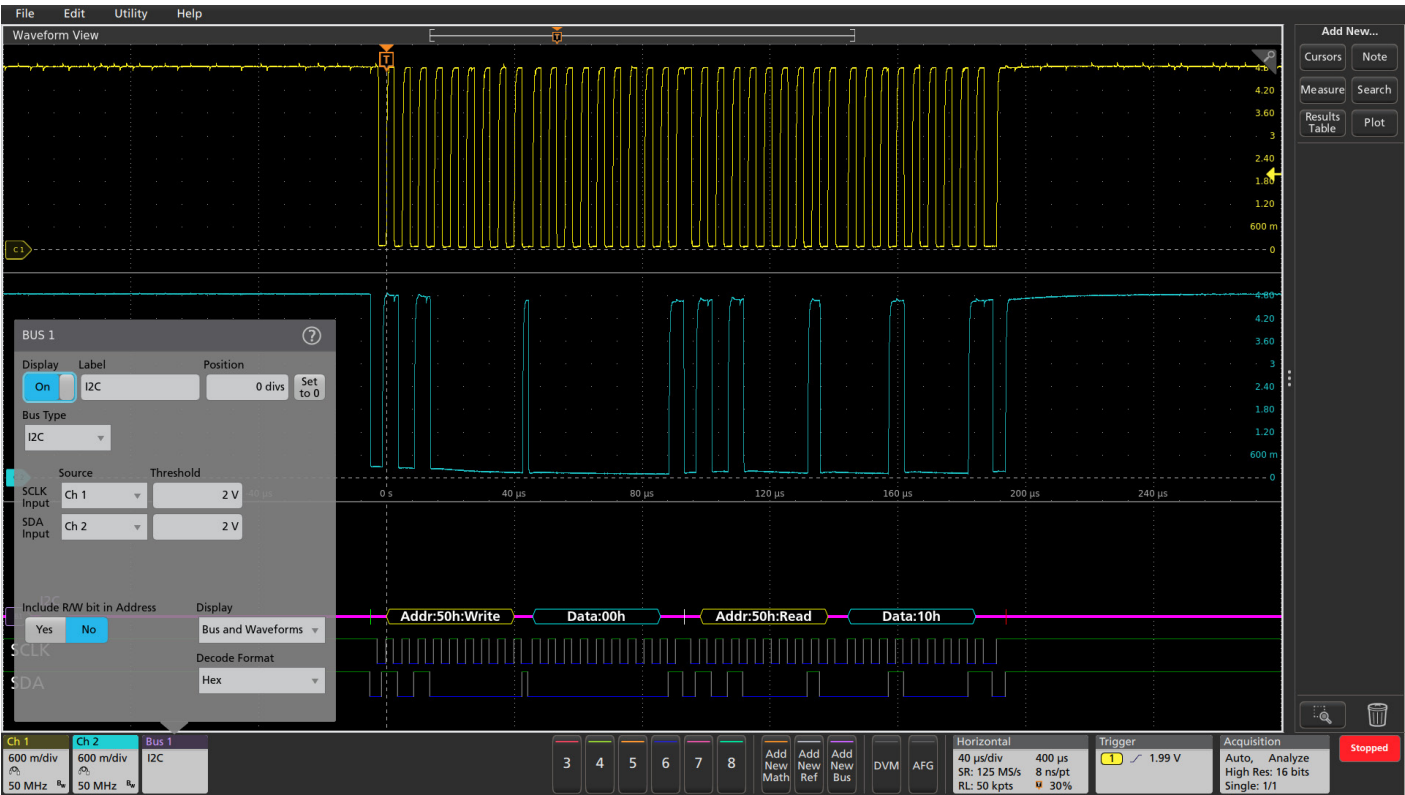 File Edit Utility Help
Waveform View
Add New...
Cursors Note
Measure Search
Results Table Plot
T
T
4.20
3.60
3
2.40
1.80
1.20
600 m
0
C1
4.80
4.20
3.60
3
2.40
1.80
1.20
600 m
0
0 s 40 µs 80 µs 120 µs 160 µs 200 µs 240 µs
BUS 1 ?
Display Label Position
On I2C 0 divs Set to 0
Bus Type
I2C
Source Threshold
SCLK Input Ch 1 2 V
SDA Input Ch 2 2 V
Include R/W bit in Address Display
Yes No Bus and Waveforms
Decode Format
Hex
I2C
SCLK
SDA
Addr:50h:Write Data:00h Addr:50h:Read Data:10h
Ch 1
600 m/div
50 MHz Bw
Ch 2
600 m/div
50 MHz Bw
Bus 1
I2C
3 4 5 6 7 8
Add New Math
Add New Ref
Add New Bus
DVM AFG
Horizontal
40 µs/div 400 µs
SR: 125 MS/s 8 ns/pt
RL: 50 kpts 30%
Trigger
1 1.99 V
Acquisition
Auto, Analyze
High Res: 16 bits
Single: 1/1
Stopped